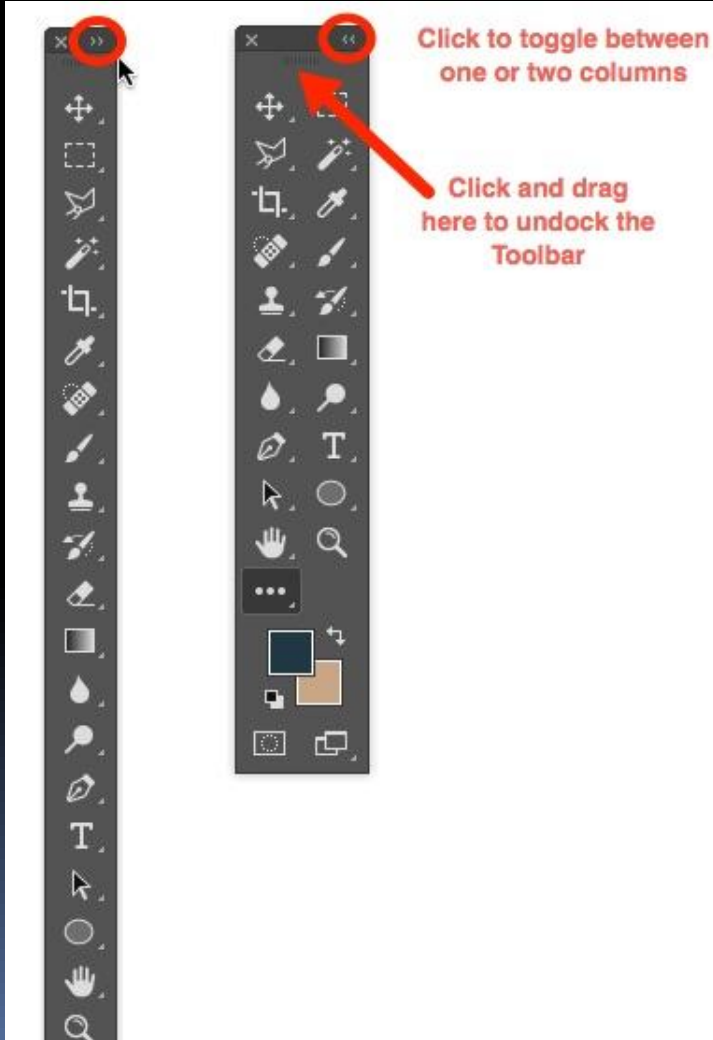 Click to toggle between
one or two columns
Click and drag
here to undock the
Toolbar